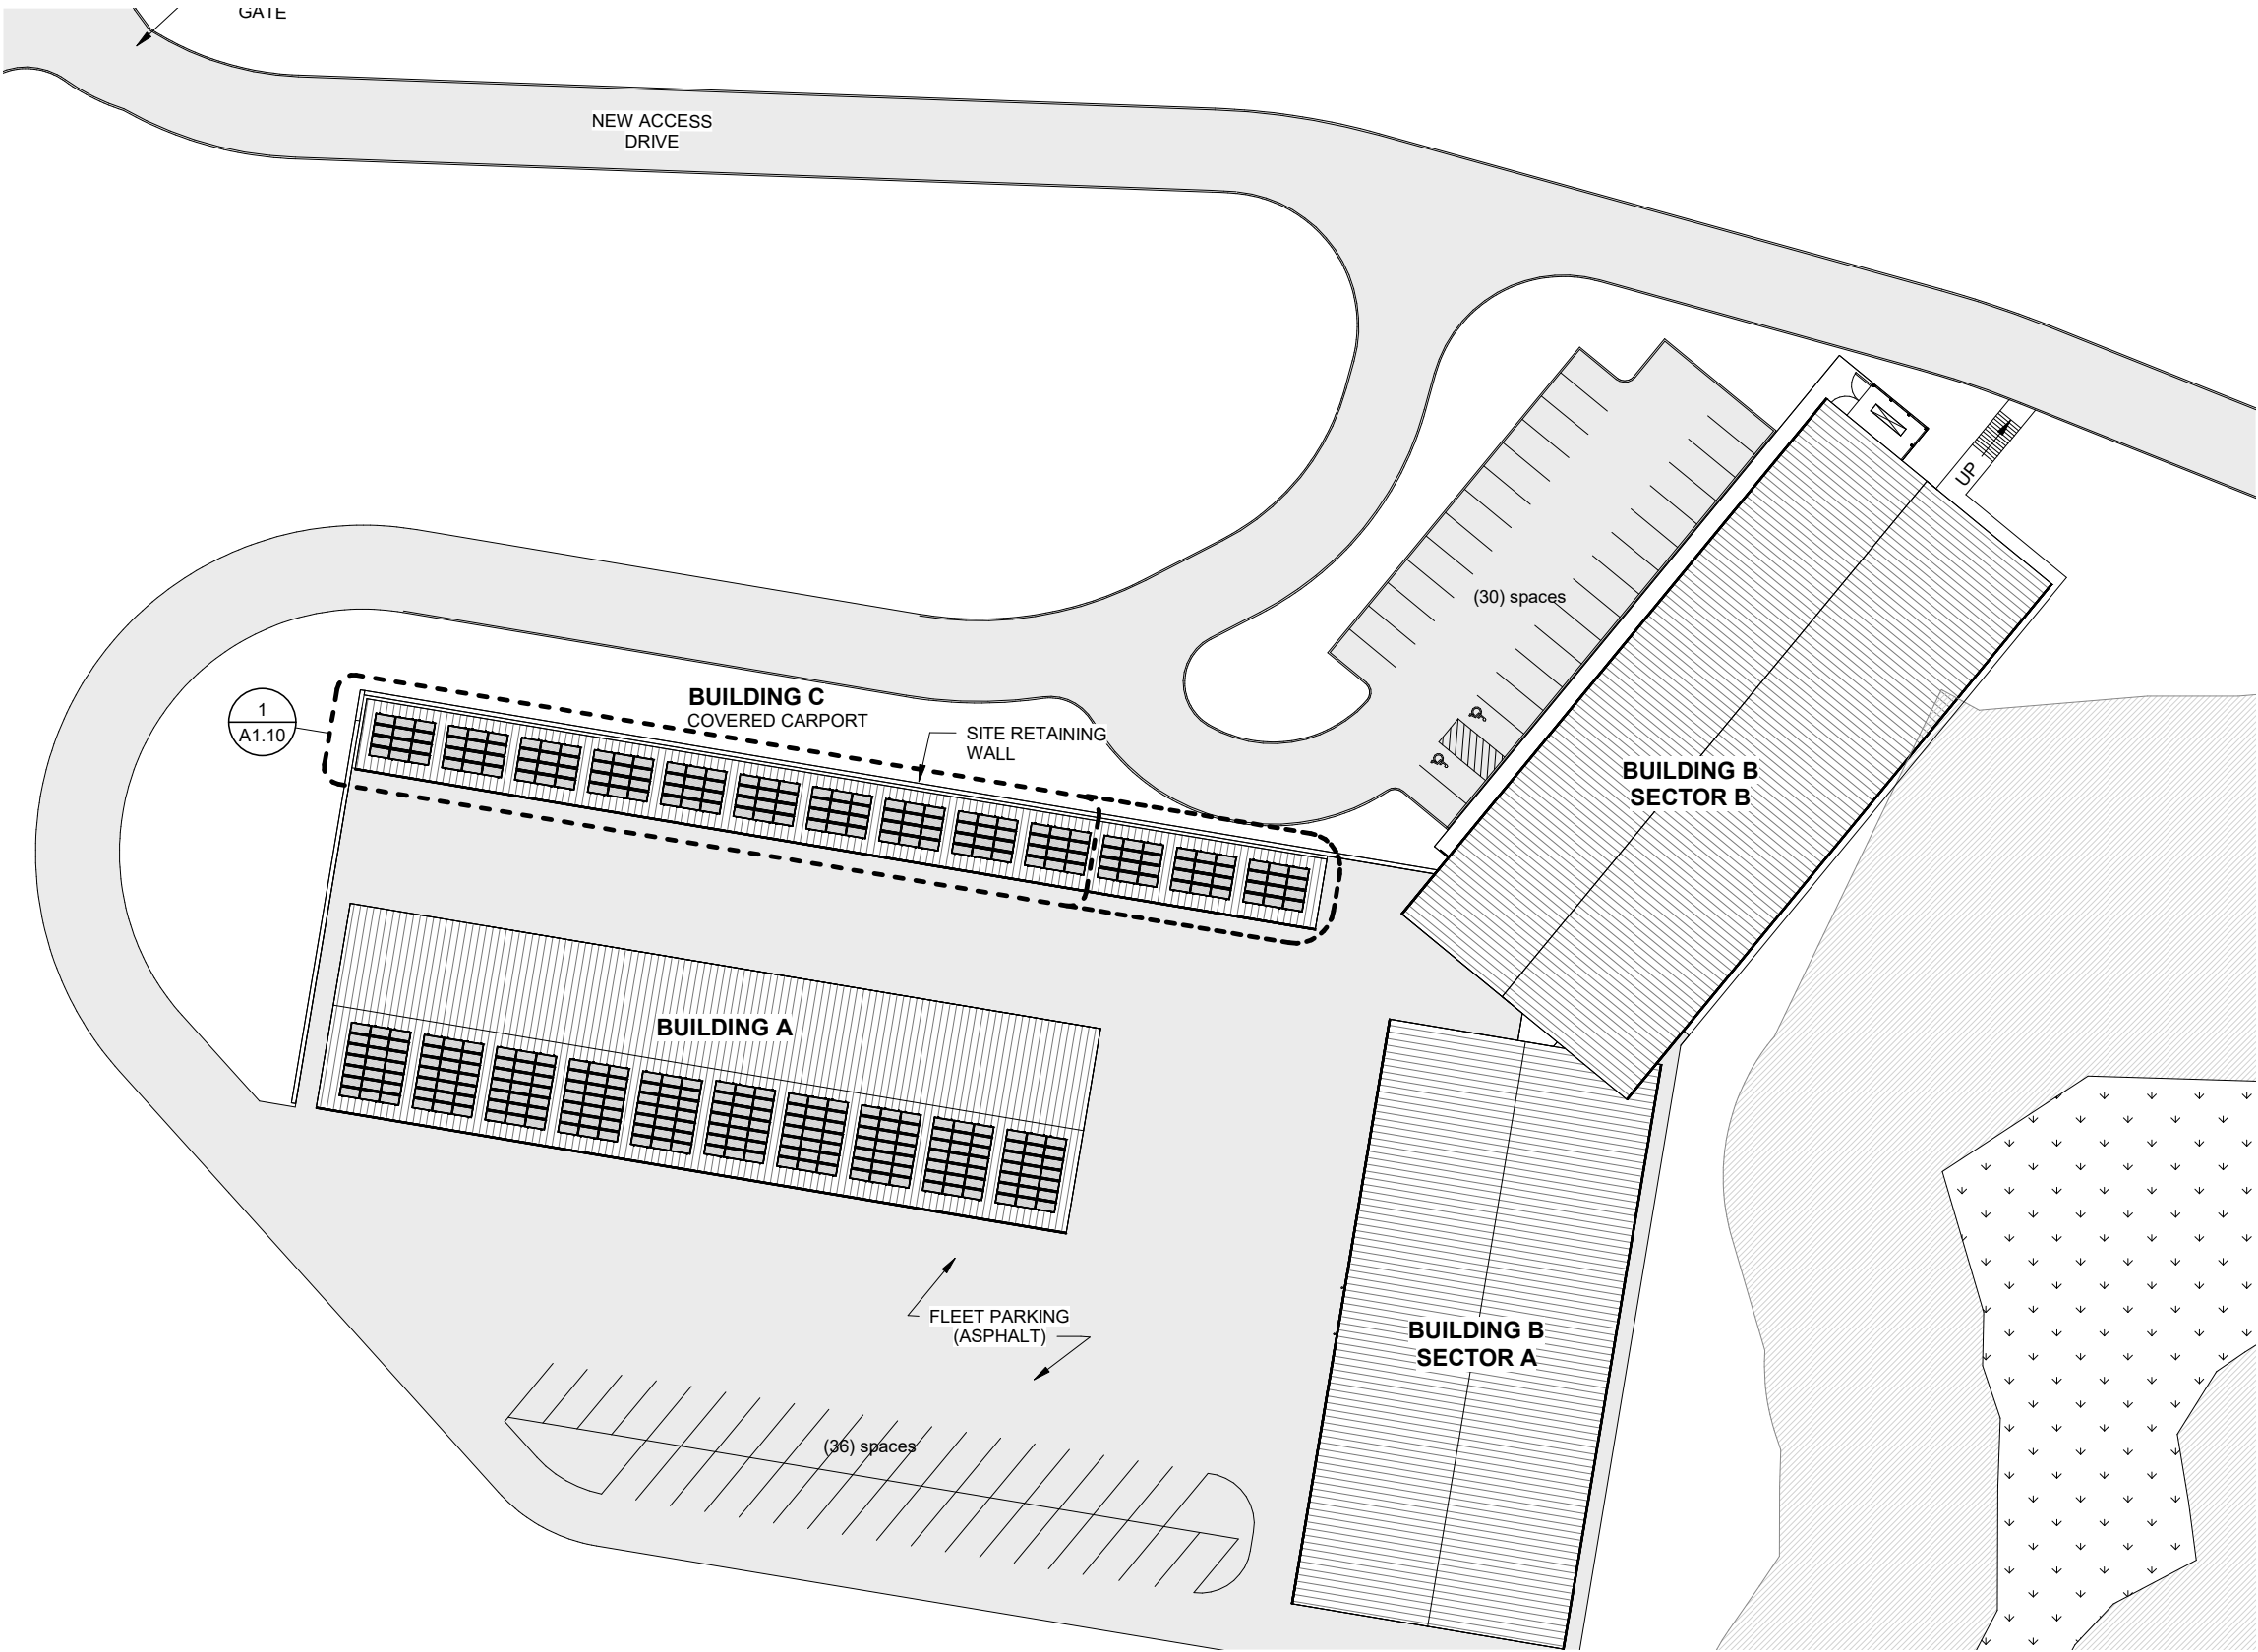 GATE
NEW ACCESS
DRIVE
UP
(30) spaces
BUILDING C
COVERED CARPORT
1
A1.10
SITE RETAINING
WALL
BUILDING B
SECTOR B
BUILDING A
FLEET PARKING
(ASPHALT)
BUILDING B
SECTOR A
(36) spaces